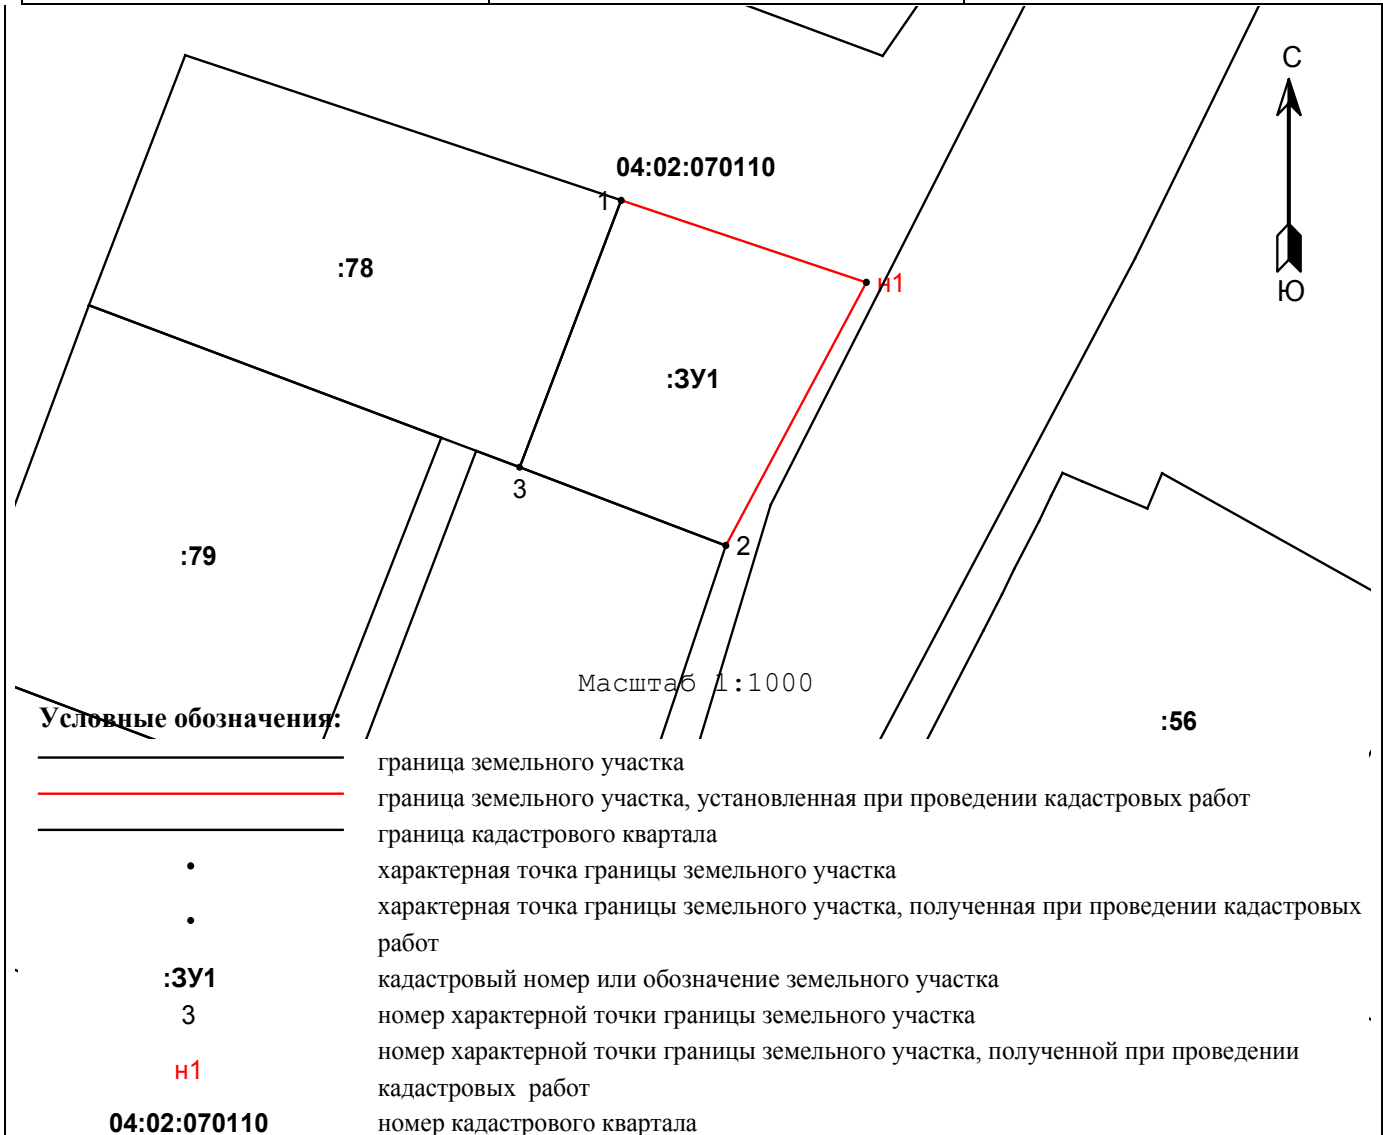 С
04:02:070110
1
:78
н1
Ю
:ЗУ1
3
2
:79
Масштаб 1:1000
Условные обозначения:
:56
граница земельного участка
граница земельного участка, установленная при проведении кадастровых работ
граница кадастрового квартала
характерная точка границы земельного участка
характерная точка границы земельного участка, полученная при проведении кадастровых
работ
:ЗУ1 кадастровый номер или обозначение земельного участка
3 номер характерной точки границы земельного участка
н1 номер характерной точки границы земельного участка, полученной при проведении
кадастровых работ
04:02:070110 номер кадастрового квартала